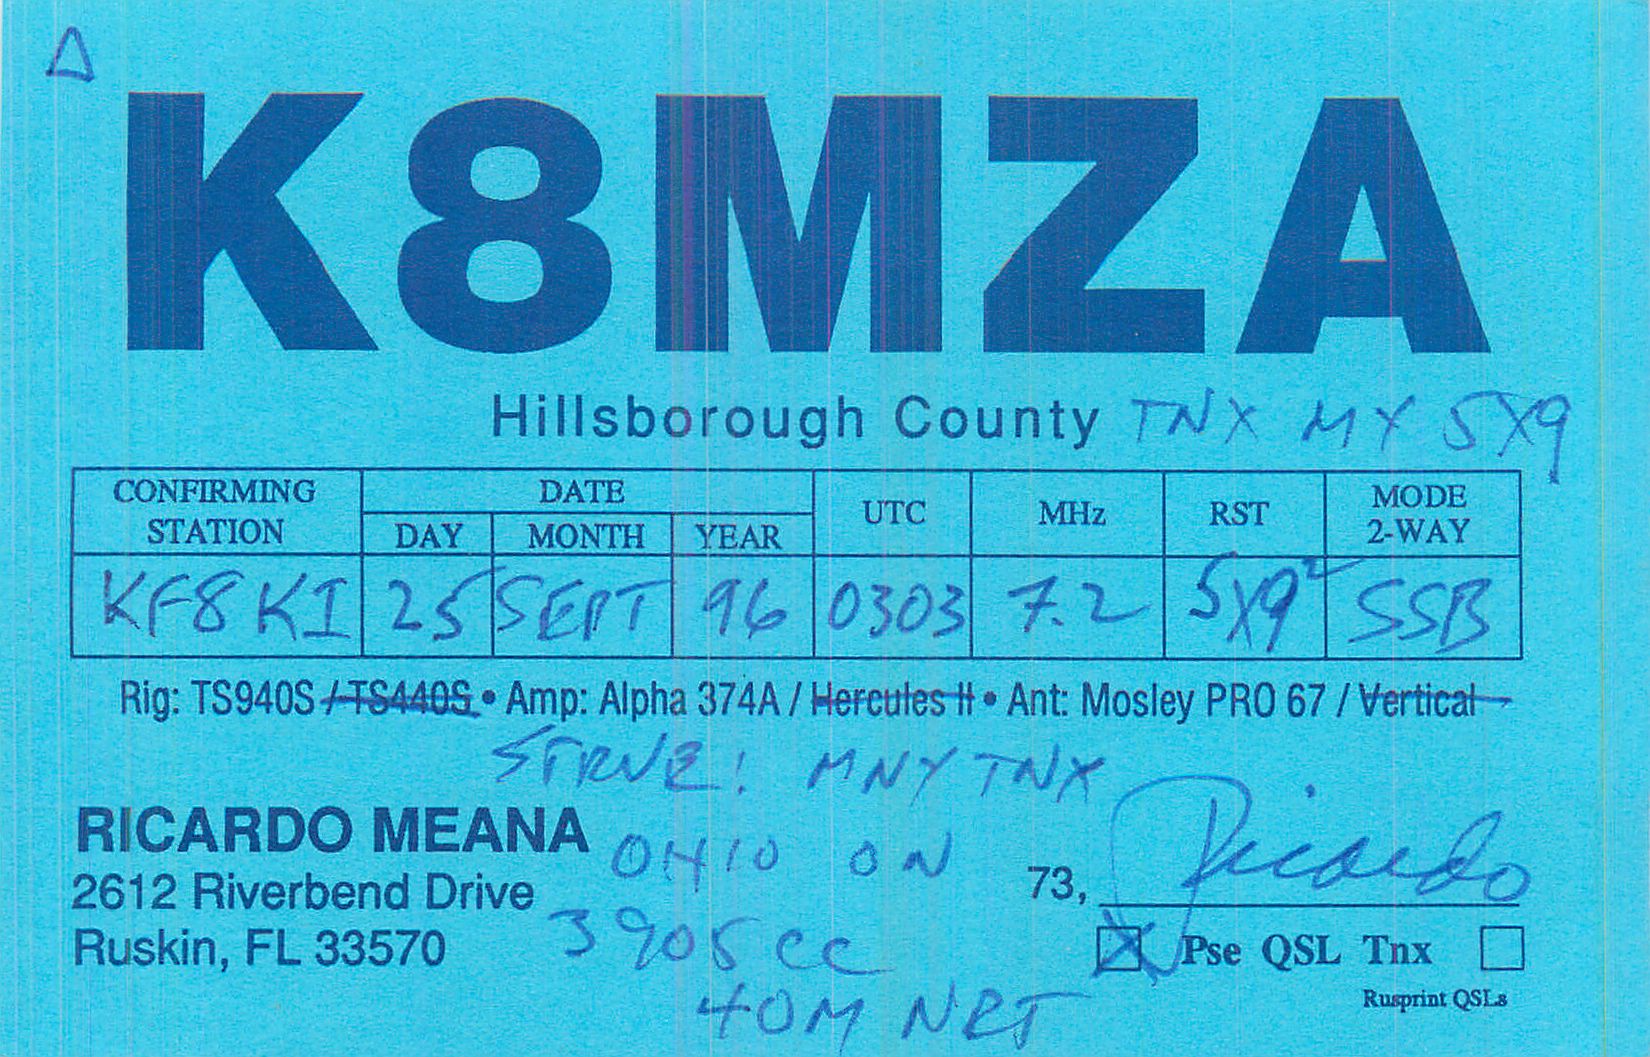 K8MZA
Hillsborough County TNX MY 5X9
CONFIRMING STATION DATE UTC MHz RST MODE 2-WAY
DAY MONTH YEAR
KF8KI 25 SEPT 96 0303 7.2 5X9² SSB
Rig: TS940S / TS440S • Amp: Alpha 374A / Hercules II • Ant: Mosley PRO 67 / Vertical
STEVE! MNY TNX
RICARDO MEANA OHIO ON
2612 Riverbend Drive 73, Ricardo
Ruskin, FL 33570 3905 CC X Pse QSL Tnx
40M NET Rusprint QSLs